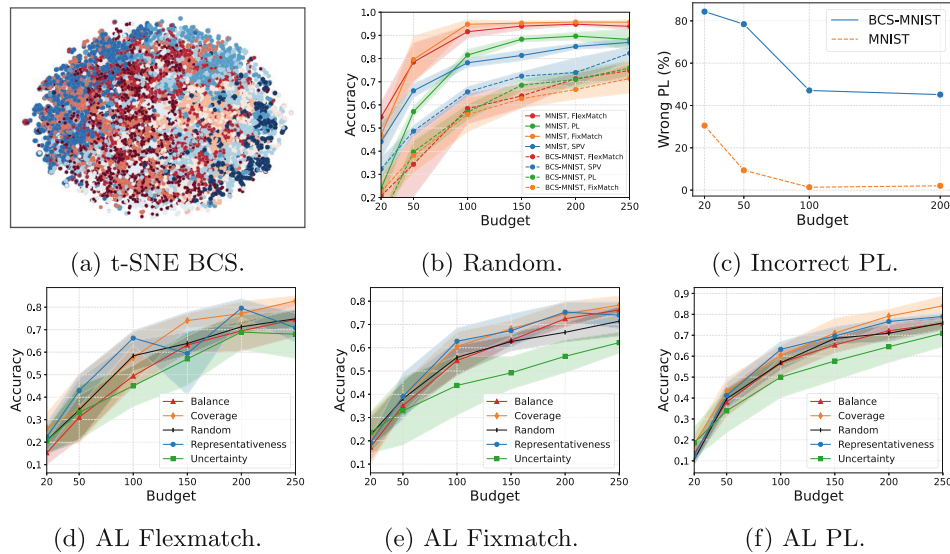 Accuracy
1.0
0.9
0.8
0.7
0.6
0.5
0.4
0.3
0.2
20 50 100 150 200 250
Budget
MNIST, FlexMatch
MNIST, PL
MNIST, FixMatch
MNIST, SPV
BCS-MNIST, FlexMatch
BCS-MNIST, SPV
BCS-MNIST, PL
BCS-MNIST, FixMatch
Wrong PL (%)
80
60
40
20
0
20 50 100 200
Budget
BCS-MNIST
MNIST
(a) t-SNE BCS.
(b) Random.
(c) Incorrect PL.
Accuracy
0.8
0.7
0.6
0.5
0.4
0.3
0.2
0.1
20 50 100 150 200 250
Budget
Balance
Coverage
Random
Representativeness
Uncertainty
Accuracy
0.8
0.7
0.6
0.5
0.4
0.3
0.2
0.1
20 50 100 150 200 250
Budget
Balance
Coverage
Random
Representativeness
Uncertainty
Accuracy
0.9
0.8
0.7
0.6
0.5
0.4
0.3
0.2
0.1
20 50 100 150 200 250
Budget
Balance
Coverage
Random
Representativeness
Uncertainty
(d) AL Flexmatch.
(e) AL Fixmatch.
(f) AL PL.